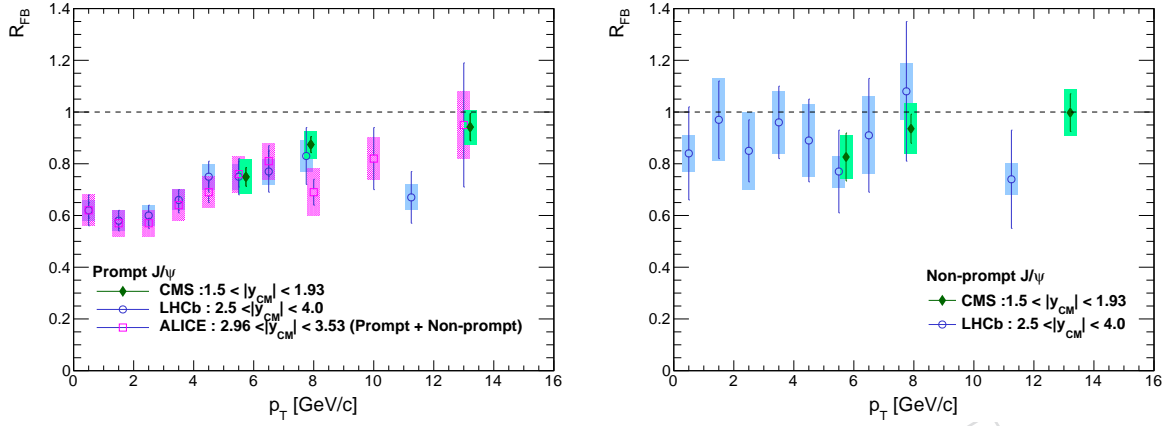 R_FB
1.4
1.2
1
0.8
0.6
0.4
0.2
0
Prompt J/ψ
CMS :1.5 < |y_CM| < 1.93
LHCb : 2.5 <|y_CM| < 4.0
ALICE : 2.96 <|y_CM| < 3.53 (Prompt + Non-prompt)
0 2 4 6 8 10 12 14 16
p_T [GeV/c]
R_FB
1.4
1.2
1
0.8
0.6
0.4
0.2
0
Non-prompt J/ψ
CMS :1.5 < |y_CM| < 1.93
LHCb : 2.5 <|y_CM| < 4.0
0 2 4 6 8 10 12 14 16
p_T [GeV/c]